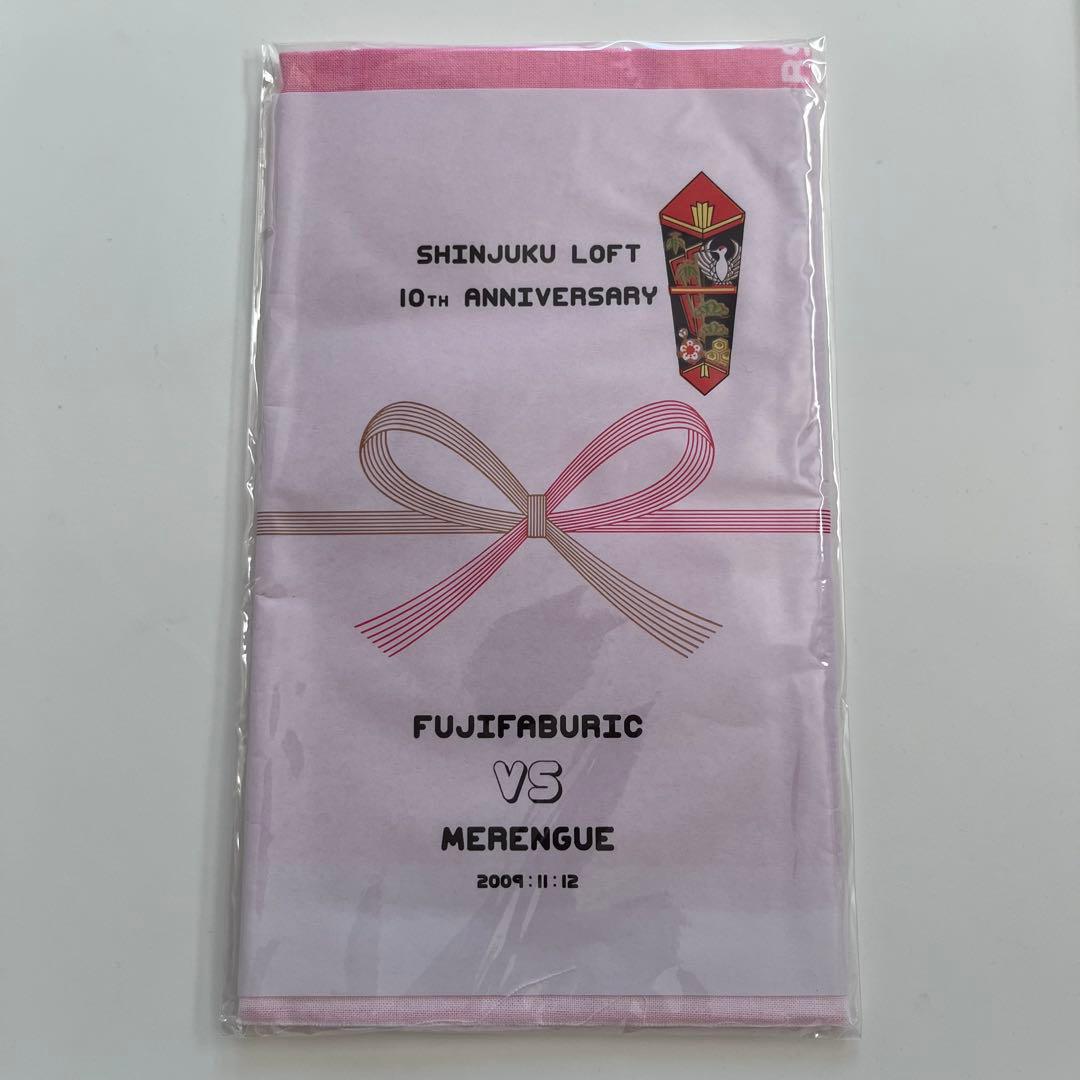 SHINJUKU LOFT
10TH ANNIVERSARY
FUJIFABURIC
VS
MERENGUE
2009:11:12